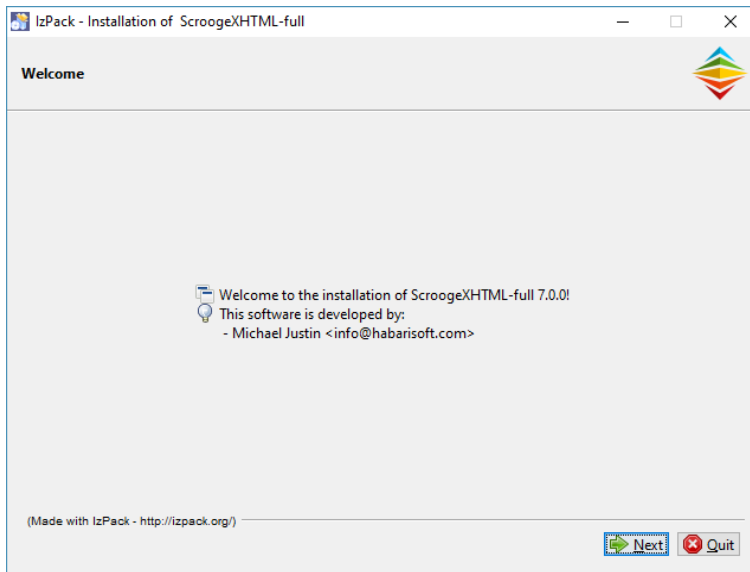 IzPack - Installation of  ScroogeXHTML-full
Welcome
Welcome to the installation of ScroogeXHTML-full 7.0.0!
This software is developed by:
- Michael Justin <info@habarisoft.com>
(Made with IzPack - http://izpack.org/)
Next Quit